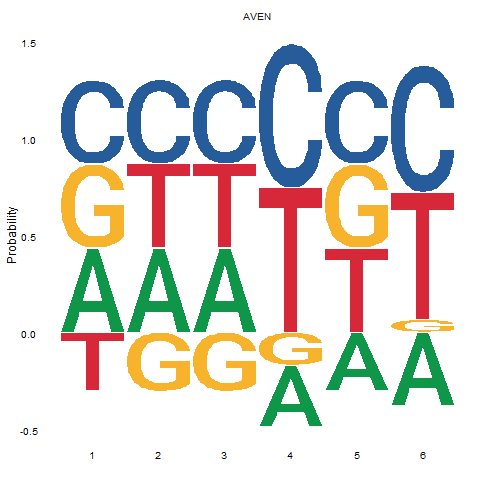 AVEN
1.5
1.0
0.5
0.0
-0.5
Probability
C C C C C C
G T T T G T
A A A T G
T G G G A A
A
1 2 3 4 5 6